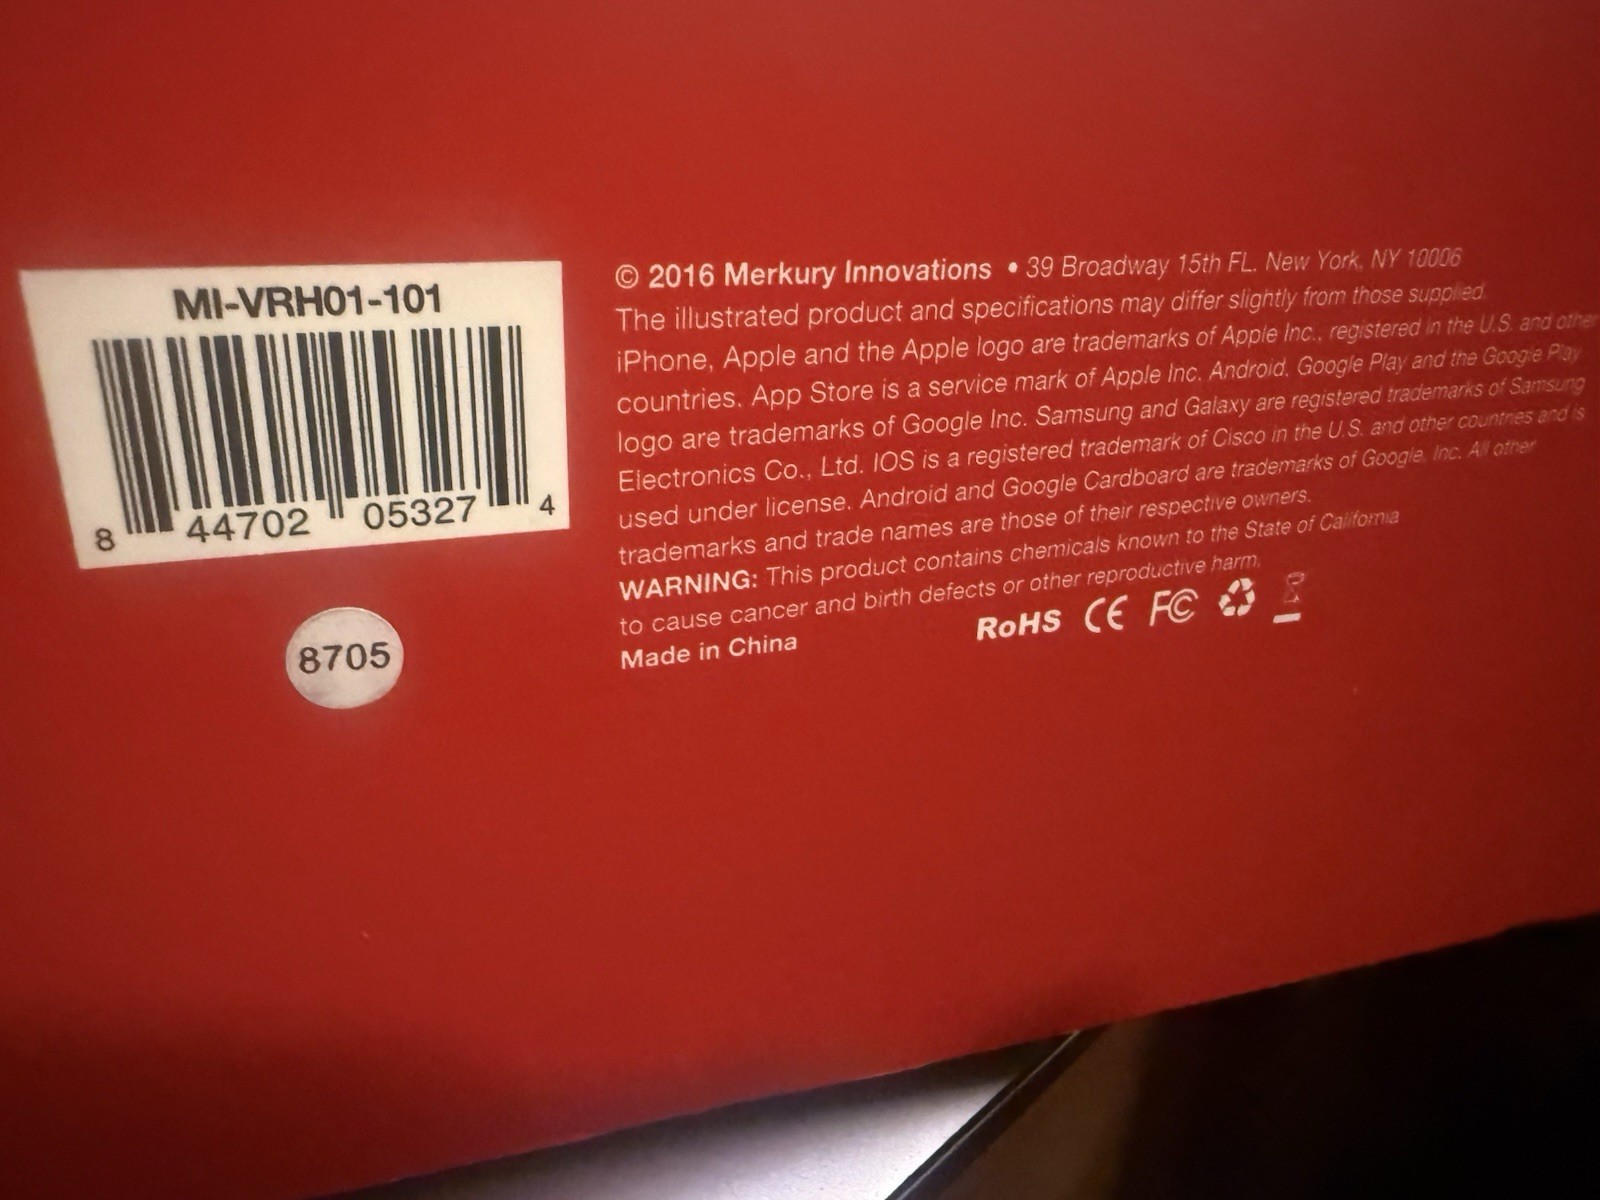 MI-VRH01-101
8 44702 05327 4
8705
© 2016 Merkury Innovations • 39 Broadway 15th FL. New York, NY 10006
The illustrated product and specifications may differ slightly from those supplied.
iPhone, Apple and the Apple logo are trademarks of Apple Inc., registered in the U.S. and other
countries. App Store is a service mark of Apple Inc. Android, Google Play and the Google Play
logo are trademarks of Google Inc. Samsung and Galaxy are registered trademarks of Samsung
Electronics Co., Ltd. IOS is a registered trademark of Cisco in the U.S. and other countries and is
used under license. Android and Google Cardboard are trademarks of Google, Inc. All other
trademarks and trade names are those of their respective owners.
WARNING: This product contains chemicals known to the State of California
to cause cancer and birth defects or other reproductive harm.
Made in China
RoHS CE FC